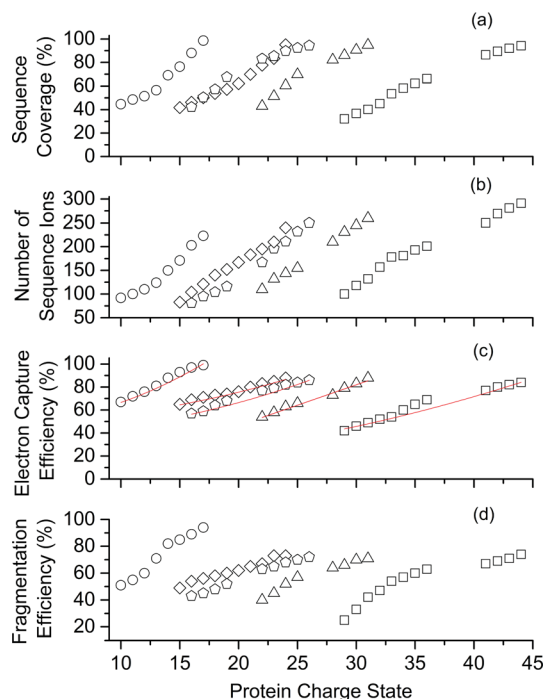 (a)
Sequence
Coverage (%)
100
80
60
40
20
0
(b)
Number of
Sequence Ions
300
250
200
150
100
50
(c)
Electron Capture
Efficiency (%)
100
80
60
40
20
0
(d)
Fragmentation
Efficiency (%)
100
80
60
40
20
10 15 20 25 30 35 40 45
Protein Charge State